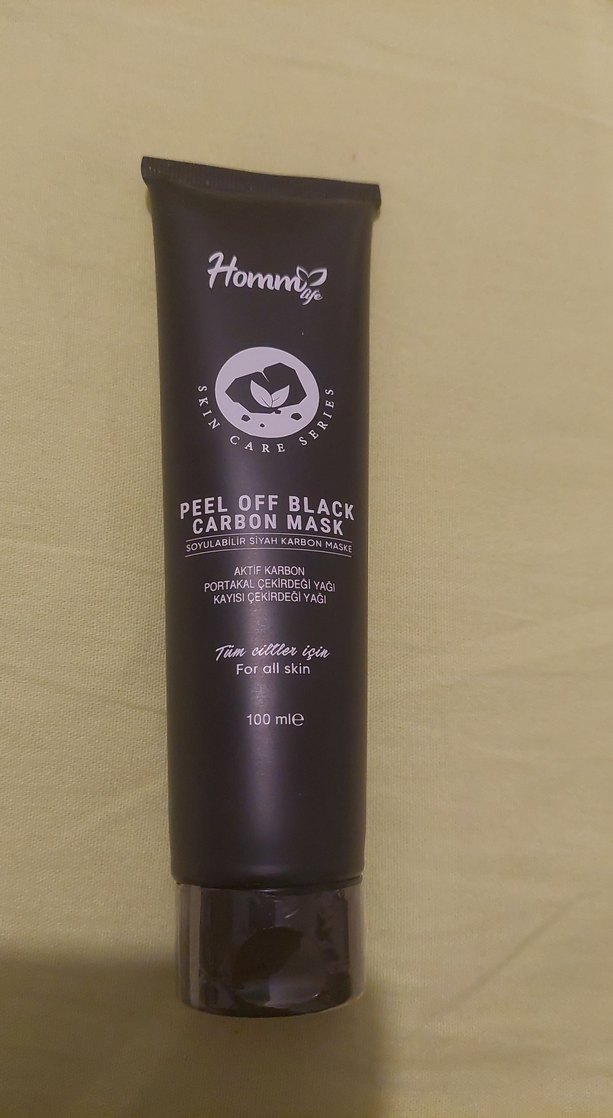 Homm
life
SKIN CARE SERIES
PEEL OFF BLACK
CARBON MASK
SOYULABİLİR SİYAH KARBON MASKE
AKTİF KARBON
PORTAKAL ÇEKİRDEĞİ YAĞI
KAYISI ÇEKİRDEĞİ YAĞI
Tüm ciltler için
For all skin
100 ml℮